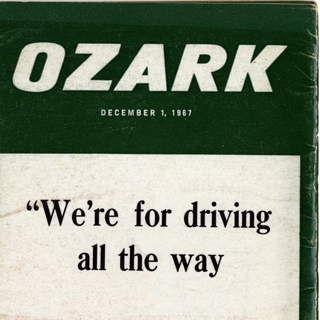 OZARK
DECEMBER 1, 1967
“We're for driving
all the way